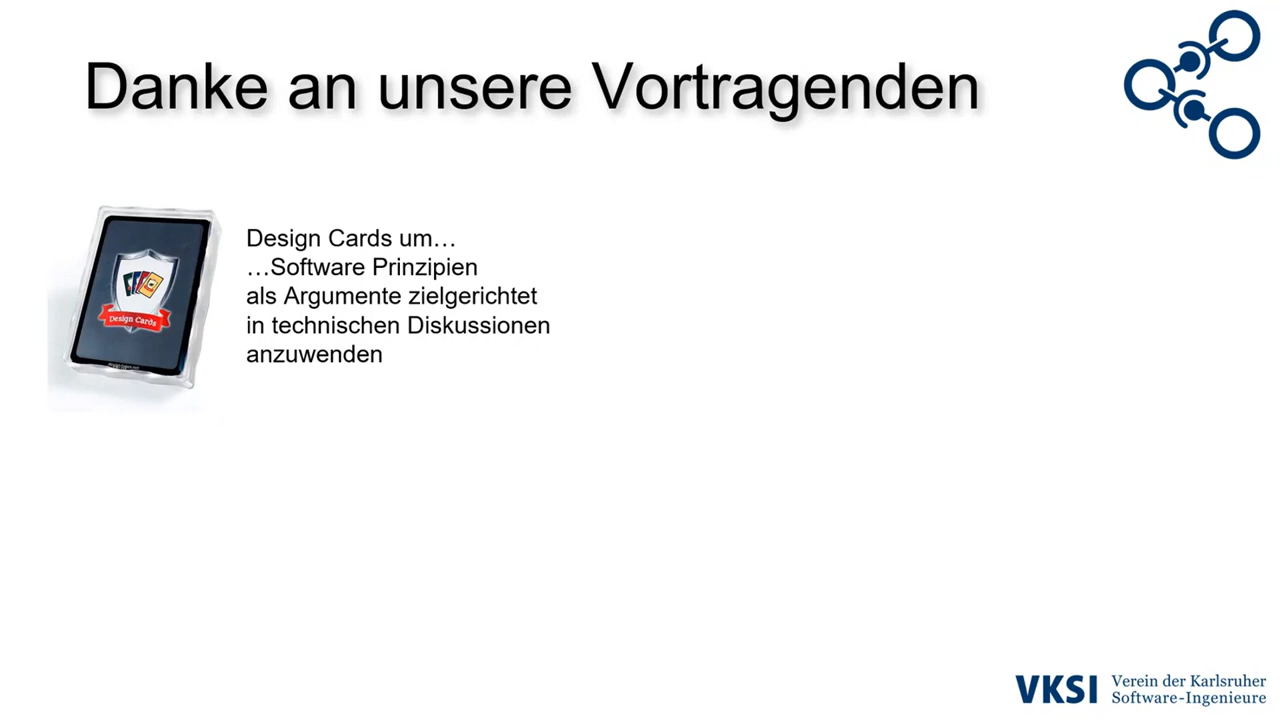 Danke an unsere Vortragenden
Design Cards um…
…Software Prinzipien
als Argumente zielgerichtet
in technischen Diskussionen
anzuwenden
Design Cards
VKSI Verein der Karlsruher
Software-Ingenieure